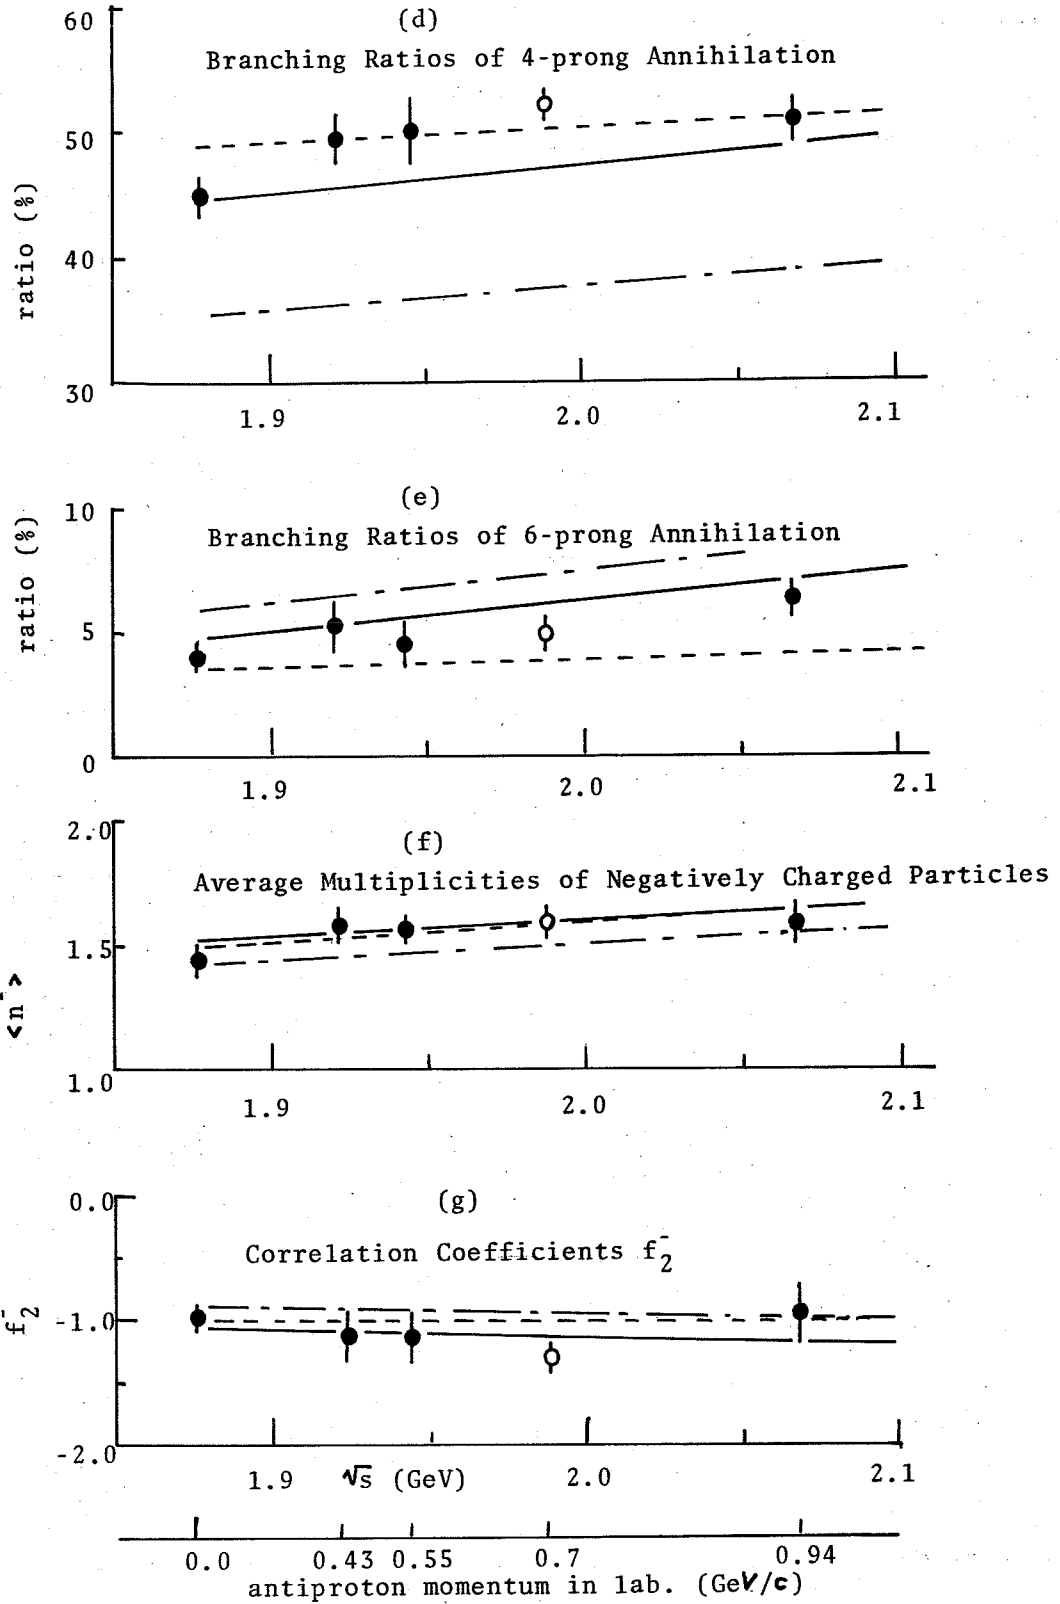 (d)
Branching Ratios of 4-prong Annihilation
60
50
40
30
ratio (%)
1.9 2.0 2.1
(e)
Branching Ratios of 6-prong Annihilation
10
5
0
ratio (%)
1.9 2.0 2.1
(f)
Average Multiplicities of Negatively Charged Particles
2.0
1.5
1.0
<n⁻>
1.9 2.0 2.1
(g)
Correlation Coefficients f₂⁻
0.0
-1.0
-2.0
f₂⁻
1.9 √s (GeV) 2.0 2.1
0.0 0.43 0.55 0.7 0.94
antiproton momentum in lab. (GeV/c)